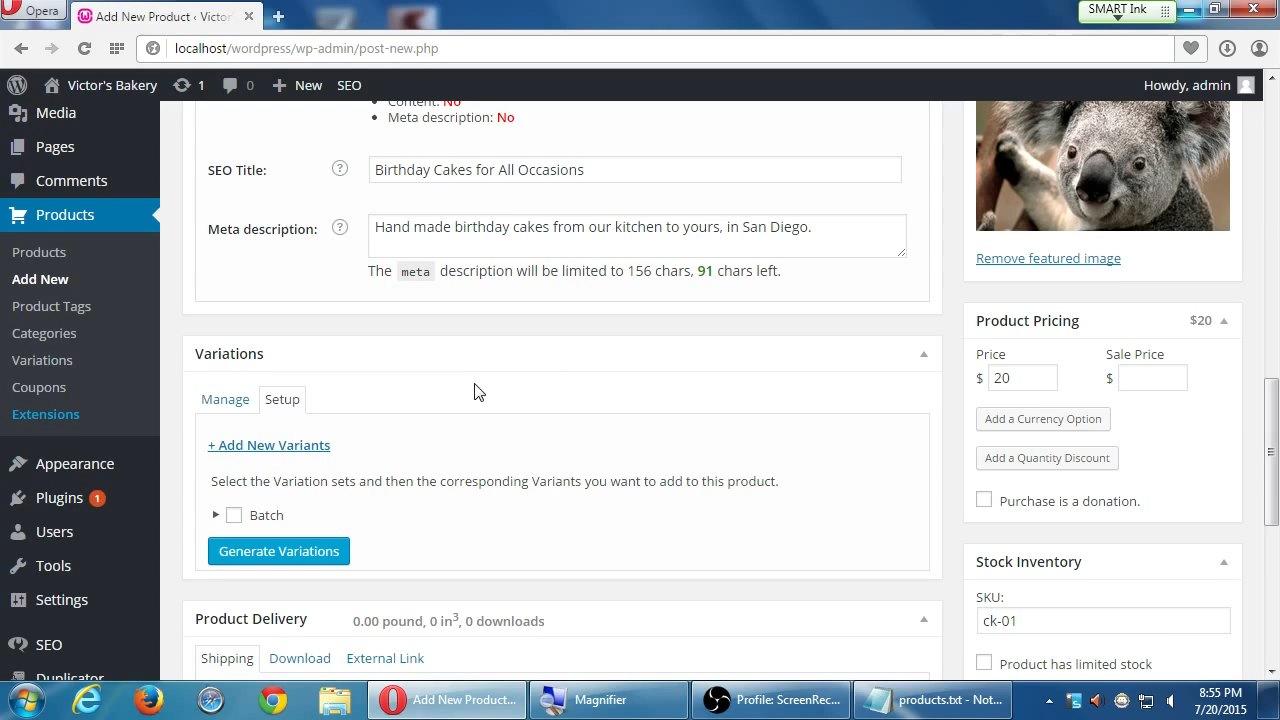 Opera
Add New Product ‹ Victor'
SMART Ink
localhost/wordpress/wp-admin/post-new.php
Victor's Bakery
1
0
New
SEO
Howdy, admin
Media
Pages
Comments
Products
Products
Add New
Product Tags
Categories
Variations
Coupons
Extensions
Appearance
Plugins 1
Users
Tools
Settings
SEO
Duplicator
Content: No
Meta description: No
SEO Title:
Birthday Cakes for All Occasions
Meta description:
Hand made birthday cakes from our kitchen to yours, in San Diego.
The meta description will be limited to 156 chars, 91 chars left.
Variations
Manage
Setup
+ Add New Variants
Select the Variation sets and then the corresponding Variants you want to add to this product.
Batch
Generate Variations
Product Delivery
0.00 pound, 0 in3, 0 downloads
Shipping
Download
External Link
Remove featured image
Product Pricing
$20
Price
Sale Price
$ 20
$
Add a Currency Option
Add a Quantity Discount
Purchase is a donation.
Stock Inventory
SKU:
ck-01
Product has limited stock
Add New Product...
Magnifier
Profile: ScreenRec...
products.txt - Not...
8:55 PM
7/20/2015